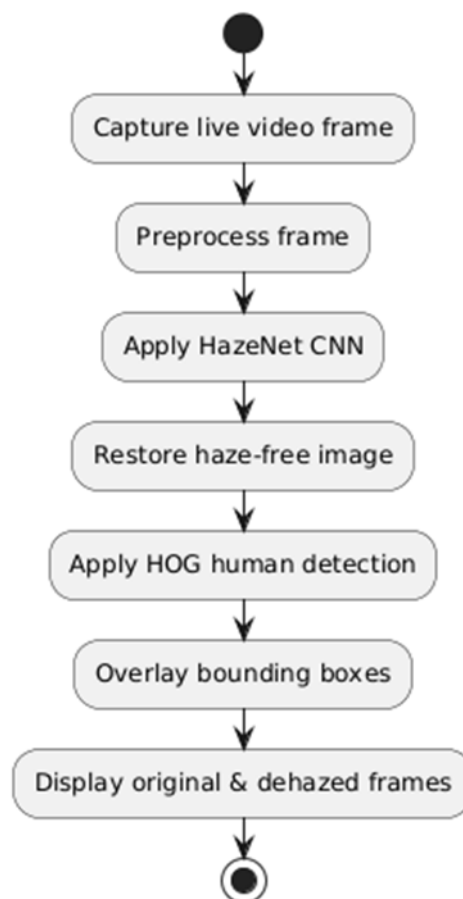 Capture live video frame
Preprocess frame
Apply HazeNet CNN
Restore haze-free image
Apply HOG human detection
Overlay bounding boxes
Display original & dehazed frames